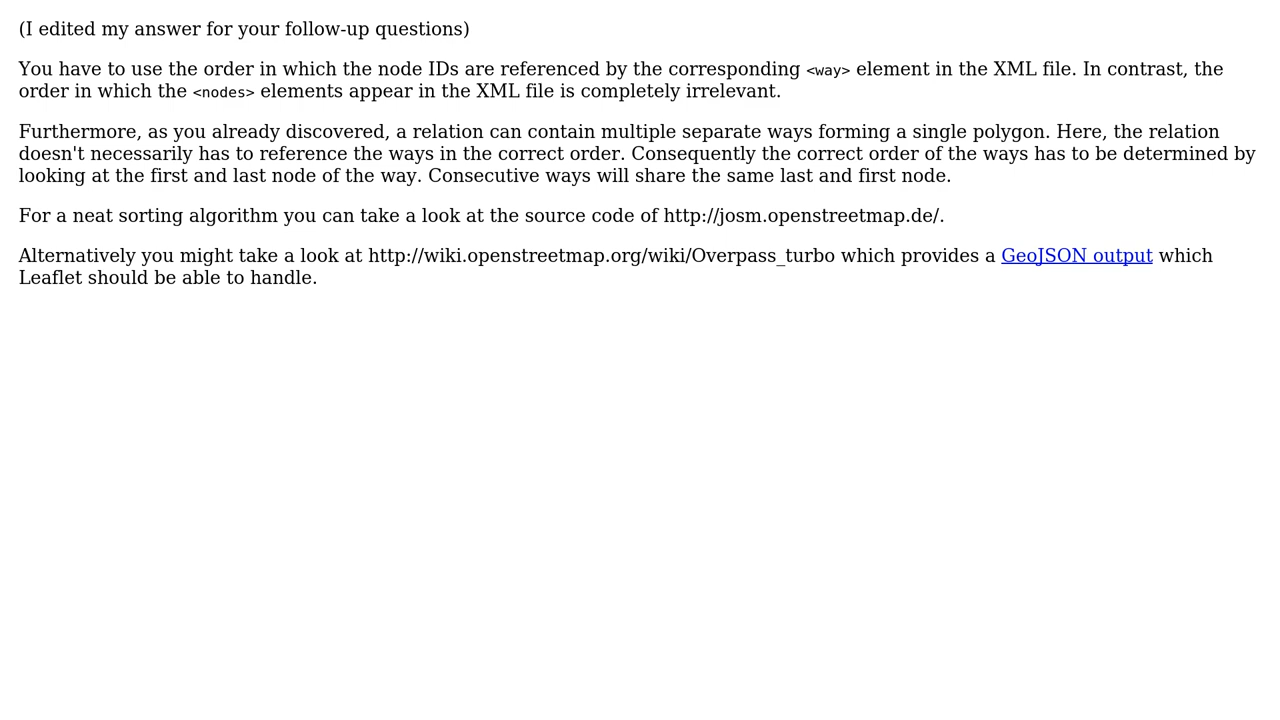 (I edited my answer for your follow-up questions)
You have to use the order in which the node IDs are referenced by the corresponding <way> element in the XML file. In contrast, the
order in which the <nodes> elements appear in the XML file is completely irrelevant.
Furthermore, as you already discovered, a relation can contain multiple separate ways forming a single polygon. Here, the relation
doesn't necessarily has to reference the ways in the correct order. Consequently the correct order of the ways has to be determined by
looking at the first and last node of the way. Consecutive ways will share the same last and first node.
For a neat sorting algorithm you can take a look at the source code of http://josm.openstreetmap.de/.
Alternatively you might take a look at http://wiki.openstreetmap.org/wiki/Overpass_turbo which provides a GeoJSON output which
Leaflet should be able to handle.